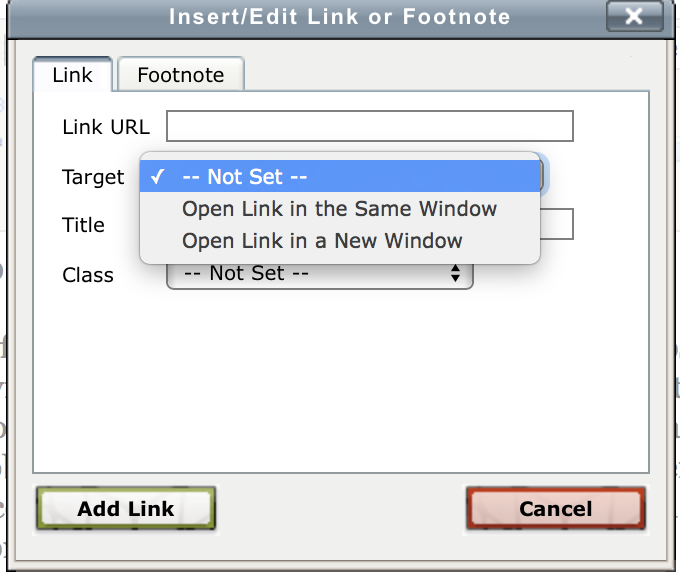 Insert/Edit Link or Footnote
Link
Footnote
Link URL
Target
✓ -- Not Set --
Open Link in the Same Window
Open Link in a New Window
Title
Class
-- Not Set --
Add Link
Cancel